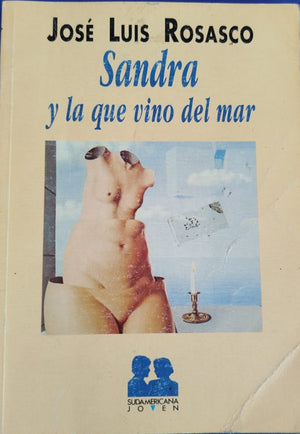 JOSÉ LUIS ROSASCO
Sandra
y la que vino del mar
SUDAMERICANA
JOVEN